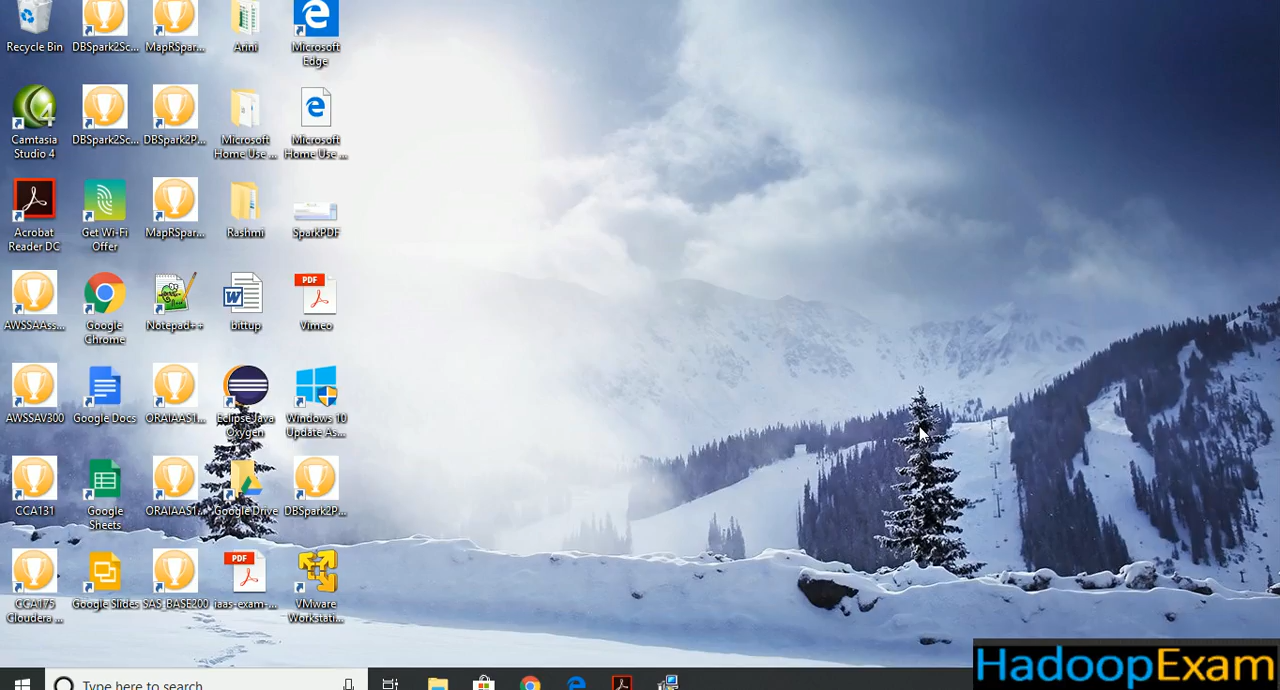 Recycle Bin
DBSpark2Sc...
MapRSpar...
Arini
Microsoft
Edge
Camtasia
Studio 4
DBSpark2Sc...
DBSpark2P...
Microsoft
Home Use ...
Microsoft
Home Use ...
Acrobat
Reader DC
Get Wi-Fi
Offer
MapRSpar...
Rashmi
SparkPDF
AWSSAAss...
Google
Chrome
Notepad++
bittup
PDF
Vimeo
AWSSAV300
Google Docs
ORAIAAS1...
EclipseJava
Oxygen
Windows 10
Update As...
CCA131
Google
Sheets
ORAIAAS1...
Google Drive
DBSpark2P...
CCA175
Cloudera ...
Google Slides
SAS_BASE200
PDF
iaas-exam-...
VMware
Workstati...
Type here to search
HadoopExam